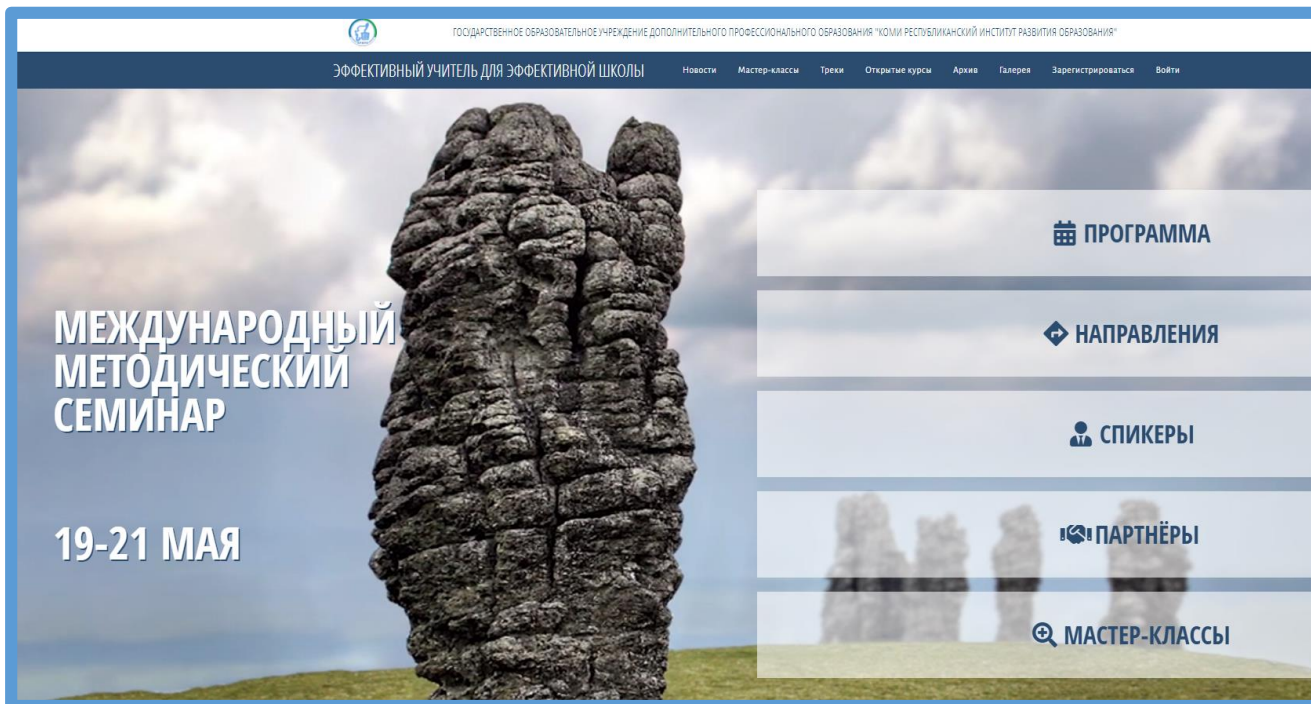 ГОСУДАРСТВЕННОЕ ОБРАЗОВАТЕЛЬНОЕ УЧРЕЖДЕНИЕ ДОПОЛНИТЕЛЬНОГО ПРОФЕССИОНАЛЬНОГО ОБРАЗОВАНИЯ "КОМИ РЕСПУБЛИКАНСКИЙ ИНСТИТУТ РАЗВИТИЯ ОБРАЗОВАНИЯ"
ЭФФЕКТИВНЫЙ УЧИТЕЛЬ ДЛЯ ЭФФЕКТИВНОЙ ШКОЛЫ Новости Мастер-классы Треки Открытые курсы Архив Галерея Зарегистрироваться Войти
МЕЖДУНАРОДНЫЙ
МЕТОДИЧЕСКИЙ
СЕМИНАР
19-21 МАЯ
ПРОГРАММА
НАПРАВЛЕНИЯ
СПИКЕРЫ
ПАРТНЁРЫ
МАСТЕР-КЛАССЫ